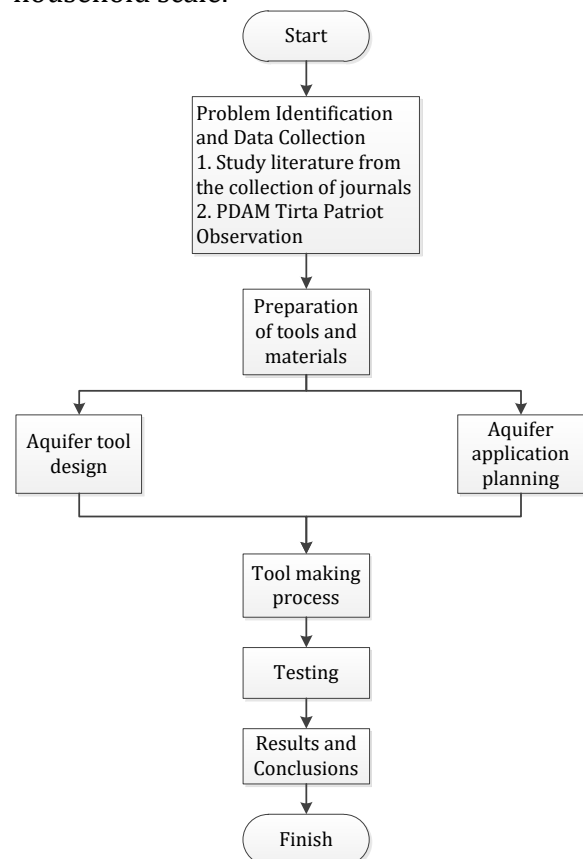 household scale.
Start
Problem Identification
and Data Collection
1. Study literature from
the collection of journals
2. PDAM Tirta Patriot
Observation
Preparation
of tools and
materials
Aquifer tool
design
Aquifer
application
planning
Tool making
process
Testing
Results and
Conclusions
Finish